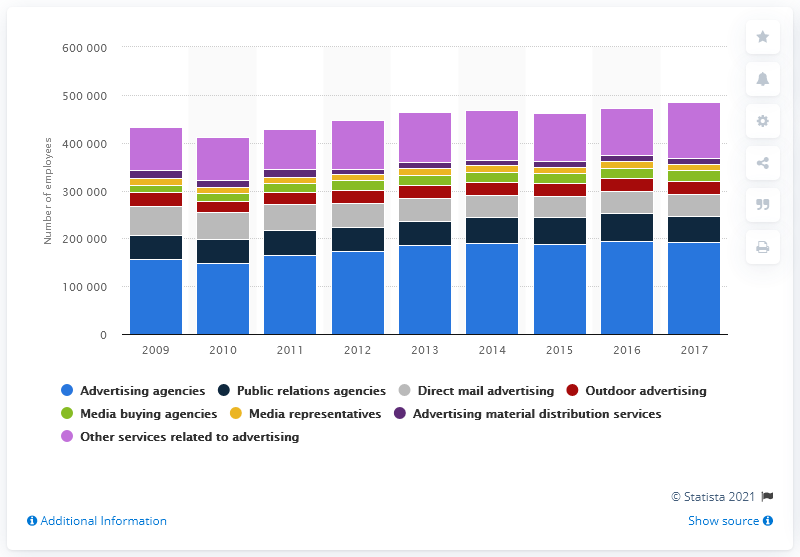 600 000
500 000
400 000
300 000
200 000
100 000
0
Number of employees
2009 2010 2011 2012 2013 2014 2015 2016 2017
Advertising agencies Public relations agencies Direct mail advertising Outdoor advertising
Media buying agencies Media representatives Advertising material distribution services
Other services related to advertising
© Statista 2021
Additional Information Show source